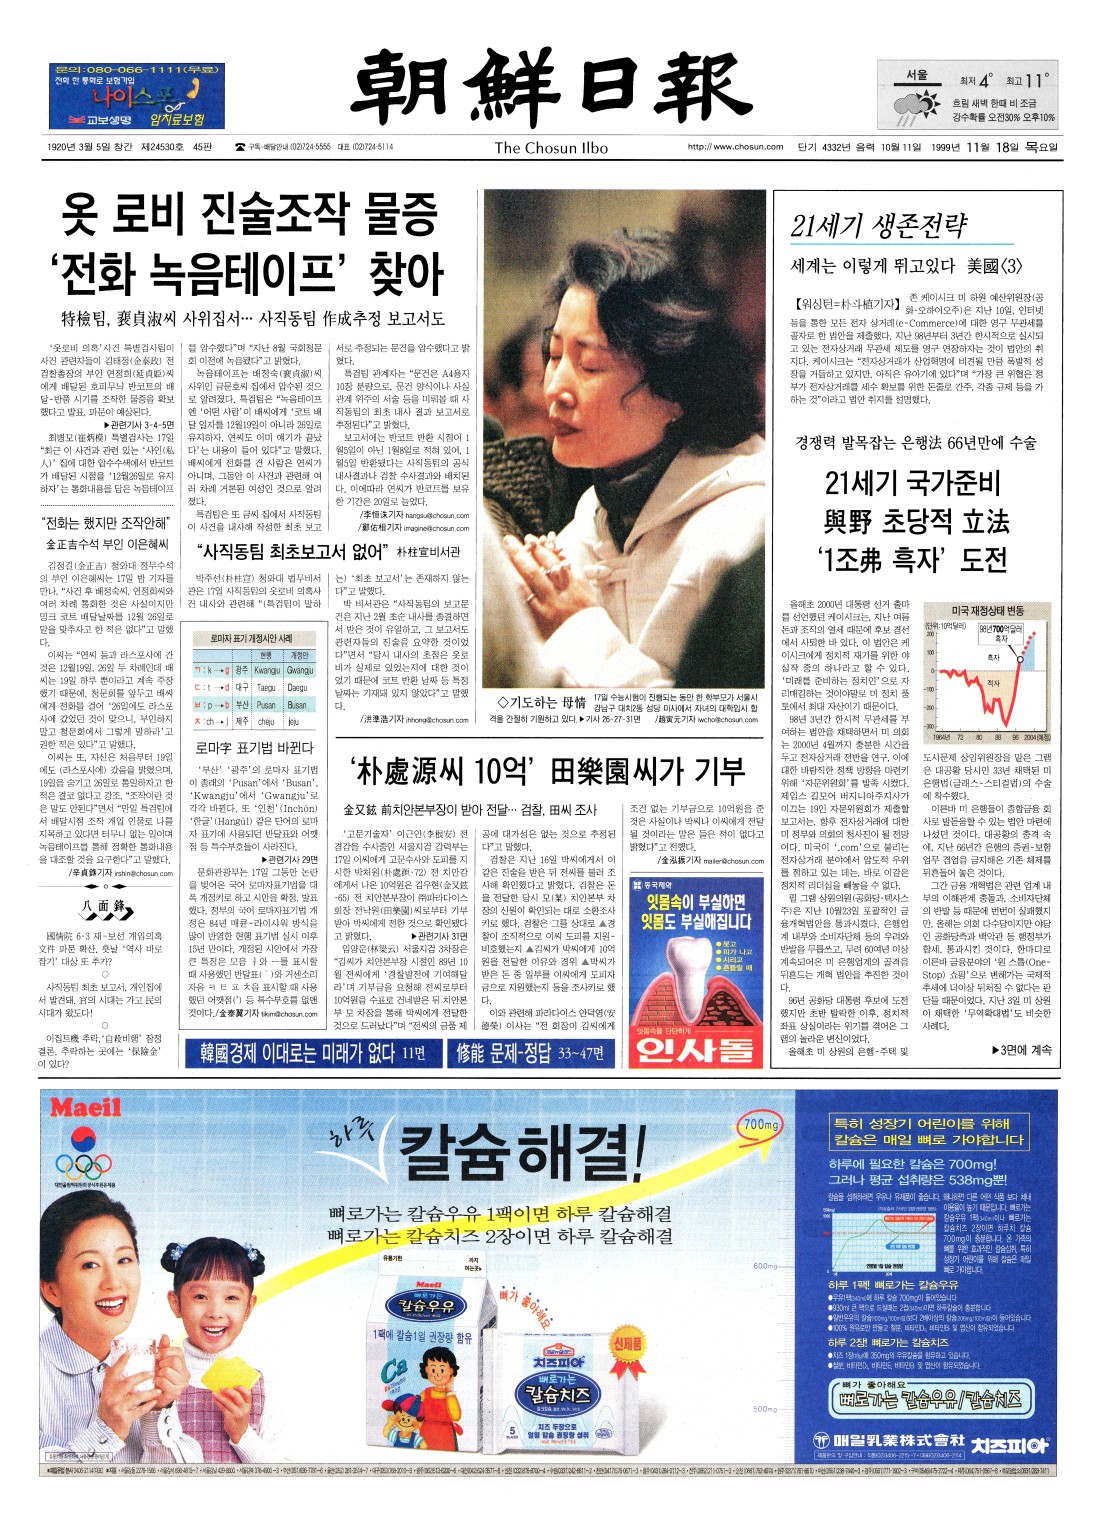 문의:080-066-1111(무료)
전화 한 통화로 보험가입
나이스포
교보생명 암치료보험
朝鮮日報
서울
최저 4° 최고 11°
흐림 새벽 한때 비 조금
강수확률 오전30% 오후10%
1920년 3월 5일 창간 제24530호 45판
☎ 구독·배달안내 (02)724-5555 대표 (02)724-5114
The Chosun Ilbo
http://www.chosun.com
단기 4332년 음력 10월 11일 1999년 11월 18일 목요일
옷 로비 진술조작 물증
‘전화 녹음테이프’ 찾아
特檢팀, 裵貞淑씨 사위집서… 사직동팀 作成추정 보고서도
‘옷로비 의혹’사건 특별검사팀이
사건 관련자들이 김태정(金泰政) 전
검찰총장의 부인 연정희(延貞姬)씨
에게 배달된 호피무늬 반코트의 배
달·반품 시기를 조작한 물증을 확보
했다고 발표, 파문이 예상된다.
▶관련기사 3·4·5면
최병모(崔炳模) 특별검사는 17일
“최근 이 사건과 관련 있는 ‘사인(私
人)’ 집에 대한 압수수색에서 반코트
가 배달된 시점을 ‘12월26일로 유지
하자’는 통화내용을 담은 녹음테이프
를 압수했다”며 “지난 8월 국회청문
회 이전에 녹음됐다”고 밝혔다.
녹음테이프는 배정숙(裵貞淑)씨
사위인 금문호씨 집에서 압수된 것으
로 알려졌다. 특검팀은 “녹음테이프
엔 ‘어떤 사람’이 배씨에게 ‘코트 배
달 일자를 12월19일이 아니라 26일로
유지하자. 연씨도 이미 얘기가 끝났
다’는 내용이 들어 있다”고 말했다.
배씨에게 전화를 건 사람은 연씨가
아니며, 그동안 이 사건과 관련해 여
러 차례 거론된 여성인 것으로 알려
졌다.
특검팀은 또 금씨 집에서 사직동팀
이 사건을 내사해 작성한 최초 보고
서로 추정되는 문건을 압수했다고 밝
혔다.
특검팀 관계자는 “문건은 A4용지
10장 분량으로, 문건 양식이나 사실
관계 위주의 서술 등을 미뤄볼 때 사
직동팀의 최초 내사 결과 보고서로
추정된다”고 밝혔다.
보고서에는 반코트 반환 시점이 1
월5일이 아닌 1월8일로 적혀 있어, 1
월5일 반환됐다는 사직동팀의 공식
내사결과나 검찰 수사결과와 배치된
다. 이에따라 연씨가 반코트를 보유
한 기간은 20일로 늘었다.
/李恒洙기자 hangsu@chosun.com
/鄭佑相기자 imagine@chosun.com
“전화는 했지만 조작안해”
金正吉수석 부인 이은혜씨
김정길(金正吉) 청와대 정무수석
의 부인 이은혜씨는 17일 밤 기자를
만나, “사건 후 배정숙씨, 연정희씨와
여러 차례 통화한 것은 사실이지만
밍크 코트 배달날짜를 12월 26일로
말을 맞추자고 한 적은 없다”고 말했
다.
이씨는 “연씨 등과 라스포사에 간
것은 12월19일, 26일 두 차례인데 배
씨는 19일 하루 뿐이라고 계속 주장
했기 때문에, 청문회를 앞두고 배씨
에게 전화를 걸어 ‘26일에도 라스포
사에 갔었던 것이 맞으니, 부인하지
말고 청문회에서 그렇게 말하라’고
권한 적은 있다”고 말했다.
이씨는 또, 자신은 처음부터 19일
에도 (라스포사에) 갔음을 밝혔으며,
19일을 숨기고 26일로 통일하자고 한
적은 결코 없다고 강조, “조작이란 것
은 말도 안된다”면서 “만일 특검팀에
서 배달시점 조작 개입 인물로 나를
지목하고 있다면 터무니 없는 일이며
녹음테이프를 통해 정확한 통화내용
을 대조할 것을 요구한다”고 말했다.
/辛貞錄기자 jrshin@chosun.com
八面鋒
國情院 6·3 재·보선 개입의혹
文件 파문 확산, 훗날 ‘역사 바로
잡기’ 대상 또 추가?
○
사직동팀 최초 보고서, 개인집에
서 발견돼. 官의 시대는 가고 民의
시대가 왔도다!
○
이집트機 추락, ‘自殺비행’ 잠정
결론. 추락하는 곳에는 ‘保險金’
이 있다?
“사직동팀 최초보고서 없어” 朴柱宣비서관
박주선(朴柱宣) 청와대 법무비서
관은 17일 사직동팀의 옷로비 의혹사
건 내사와 관련해 “(특검팀이 말하
는) ‘최초 보고서’는 존재하지 않는
다”고 말했다.
박 비서관은 “사직동팀의 보고문
건은 지난 2월 초순 내사를 종결하면
서 받은 것이 유일하고, 그 보고서도
관련자들의 진술을 요약한 것이었
다”면서 “당시 내사의 초점은 옷로
비가 실제로 있었는지에 대한 것이
었기 때문에 코트 반환 날짜 등 특정
날짜는 기재돼 있지 않았다”고 말했
다.
/洪準浩기자 jhhong@chosun.com
로마자 표기 개정시안 사례
현행 개정안
ㄱ: k → g 광주 Kwangju Gwangju
ㄷ: t → d 대구 Taegu Daegu
ㅂ: p → b 부산 Pusan Busan
ㅈ: ch → j 제주 cheju jeju
로마字 표기법 바뀐다
‘부산’ ‘광주’의 로마자 표기법
이 종래의 ‘Pusan’에서 ‘Busan’,
‘Kwangju’에서 ‘Gwangju’로
각각 바뀐다. 또 ‘인천’(Inchŏn)
‘한글’(Hangŭl) 같은 단어의 로마
자 표기에 사용되던 반달표와 어깻
점 등 특수부호들이 사라진다.
▶관련기사 29면
문화관광부는 17일 그동안 논란
을 빚어온 국어 로마자표기법을 대
폭 개정키로 하고 시안을 확정, 발표
했다. 정부의 국어 로마자표기법 개
정은 84년 매큔-라이샤워 방식을
많이 반영한 현행 표기법 실시 이후
15년 만이다. 개정된 시안에서 가장
큰 특징은 모음 ㅓ와 ㅡ를 표시할
때 사용했던 반달표(˘)와 거센소리
자음 ㅋ ㅌ ㅍ ㅊ을 표시할 때 사용
했던 어깻점(’) 등 특수부호를 없앤
것이다. /金泰翼기자 tikim@chosun.com
◇기도하는 母情 17일 수능시험이 진행되는 동안 한 학부모가 서울시
강남구 대치2동 성당 미사에서 자녀의 대학입시 합
격을 간절히 기원하고 있다. ▶기사 26·27·31면 /趙寅元기자 iwcho@chosun.com
‘朴處源씨 10억’ 田樂園씨가 기부
金又鉉 前치안본부장이 받아 전달… 검찰, 田씨 조사
‘고문기술자’ 이근안(李根安) 전
경감을 수사중인 서울지검 강력부는
17일 이씨에게 고문수사와 도피를 지
시한 박처원(朴處源·72) 전 치안감
에게서 나온 10억원은 김우현(金又鉉
·65) 전 치안본부장이 ㈜파라다이스
회장 전낙원(田樂園)씨로부터 기부
받아 박씨에게 전한 것으로 확인됐다
고 밝혔다.
▶관련기사 31면
임양운(林梁云) 서울지검 3차장은
“김씨가 치안본부장 시절인 89년 10
월 전씨에게 ‘경찰발전에 기여해달
라’며 기부금을 요청해 전씨로부터
10억원을 수표로 건네받은 뒤 치안본
부 모 차장을 통해 박씨에게 전달한
것으로 드러났다”며 “전씨의 금품 제
공에 대가성은 없는 것으로 추정된
다”고 말했다.
검찰은 지난 16일 박씨에게서 이
같은 진술을 받은 뒤 전씨를 불러 조
사해 확인했다고 밝혔다. 검찰은 돈
을 전달한 당시 모(某) 치안본부 차
장의 신원이 확인되는 대로 소환조사
키로 했다. 검찰은 그를 상대로 ▲경
찰이 조직적으로 이씨 도피를 지원·
비호했는지 ▲김씨가 박씨에게 10억
원을 전달한 이유와 경위 ▲박씨가
받은 돈 중 일부를 이씨에게 도피자
금으로 지원했는지 등을 조사키로 했
다.
이와 관련해 파라다이스 안덕영(安
德榮) 이사는 “전 회장이 김씨에게
조건 없는 기부금으로 10억원을 준
것은 사실이나 박씨나 이씨에게 전달
될 것이라는 말은 들은 적이 없다고
밝혔다”고 전했다.
/金泓振기자 mailer@chosun.com
동국제약
잇몸속이 부실하면
잇몸도 부실해집니다
●붓고
●피가 나고
●시리고
●흔들릴 때
잇몸속을 단단하게
인사돌
韓國경제 이대로는 미래가 없다 11면
修能 문제·정답 33~47면
21세기 생존전략
세계는 이렇게 뛰고있다 美國〈3〉
【워싱턴=朴斗植기자】 존 케이시크 미 하원 예산위원장(공
화·오하이오주)은 지난 10일, 인터넷
등을 통한 모든 전자 상거래(e-Commerce)에 대한 영구 무관세를
골자로 한 법안을 제출했다. 지난 98년부터 3년간 한시적으로 실시되
고 있는 전자상거래 무관세 제도를 영구 연장하자는 것이 법안의 취
지다. 케이시크는 “전자상거래가 산업혁명에 비견될 만큼 폭발적 성
장을 거듭하고 있지만, 아직은 유아기에 있다”며 “가장 큰 위협은 정
부가 전자상거래를 세수 확보를 위한 돈줄로 간주, 각종 규제 등을 가
하는 것”이라고 법안 취지를 설명했다.
경쟁력 발목잡는 은행法 66년만에 수술
21세기 국가준비
與野 초당적 立法
‘1조弗 흑자’ 도전
올해초 2000년 대통령 선거 출마
를 선언했던 케이시크는, 지난 여름
돈과 조직의 열세 때문에 후보 경선
에서 사퇴한 바 있다. 이 법안은 케
이시크에게 정치적 재기를 위한 야
심작 중의 하나라고 할 수 있다.
‘미래를 준비하는 정치인’으로 자
리매김하는 것이야말로 미 정치 풍
토에서 최대 자산이기 때문이다.
98년 3년간 한시적 무관세를 부
여하는 법안을 채택하면서 미 의회
는 2000년 4월까지 충분한 시간을
두고 전자상거래 전반을 연구, 이에
대한 바람직한 정책 방향을 마련키
위해 ‘자문위원회’를 발족 시켰다.
제임스 길모어 버지니아주지사가
이끄는 19인 자문위원회가 제출할
보고서는, 향후 전자상거래에 대한
미 정부와 의회의 청사진이 될 전망
이다. 미국이 ‘.com’으로 불리는
전자상거래 분야에서 압도적 우위
를 점하고 있는 데는, 바로 이같은
정치적 리더십을 빼놓을 수 없다.
필 그램 상원의원(공화당·텍사스
주)은 지난 10월23일 포괄적인 금
융개혁법안을 통과시켰다. 은행업
계 내부와 소비자단체 등의 우려와
반발을 무릅쓰고, 무려 60여년 이상
계속되어온 미 은행업계의 골격을
뒤흔드는 개혁 법안을 추진한 것이
다.
96년 공화당 대통령 후보에 도전
했지만 초반 탈락한 이후, 정치적
좌표 상실이라는 위기를 겪어온 그
램의 놀라운 변신이었다.
올해초 미 상원의 은행·주택 및
미국 재정상태 변동
(단위:10억달러)
98년 700억달러
흑자
흑자
적자
200
100
0
-100
-200
-300
1964년 72 80 88 96 2004(예정)
도시문제 상임위원장을 맡은 그램
은 대공황 당시인 33년 채택된 미
은행법(글래스-스티걸법)의 수술
에 착수했다.
이른바 미 은행들이 종합금융 회
사로 발돋움할 수 있는 법안 마련에
나섰던 것이다. 대공황의 충격 속
에, 지난 66년간 은행의 증권·보험
업무 겸업을 금지해온 기존 체제를
뒤흔들어 놓은 것이다.
그간 금융 개혁법은 관련 업계 내
부의 이해관계 충돌과, 소비자단체
의 반발 등 때문에 번번이 실패했지
만, 올해는 의회 다수당이지만 야당
인 공화당측과 백악관 등 행정부가
합세, 통과시킨 것이다. 한마디로
이른바 금융분야의 ‘원 스톱(One-
Stop) 쇼핑’으로 변혜가는 국제적
추세에 더이상 뒤처질 수 없다는 판
단들 때문이었다. 지난 3일 미 상원
이 채택한 ‘무역확대법’도 비슷한
사례다.
▶3면에 계속
Maeil
하루 칼슘 해결!
700mg
뼈로가는 칼슘우유 1팩이면 하루 칼슘해결
뼈로가는 칼슘치즈 2장이면 하루 칼슘해결
600mg
500mg
유통기한
까지
여는곳
Maeil
뼈로가는
칼슘우유
1팩에 칼슘1일 권장량 함유
Ca
뼈가 좋아해요
신제품
치즈피아
뼈로가는
칼슘치즈
치즈 두장으로
일일 칼슘 권장량 섭취
특히 성장기 어린이를 위해
칼슘은 매일 뼈로 가야합니다
하루에 필요한 칼슘은 700mg!
그러나 평균 섭취량은 538mg뿐!
하루 1팩! 뼈로가는 칼슘우유
하루 2장! 뼈로가는 칼슘치즈
뼈가 좋아해요
뼈로가는 칼슘우유/칼슘치즈
매일乳業株式會社 치즈피아